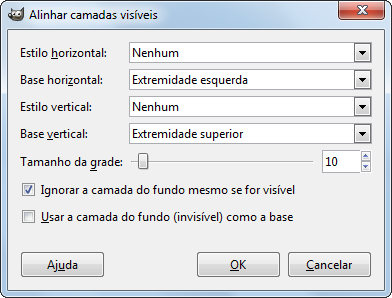 Alinhar camadas visíveis
Estilo horizontal: Nenhum
Base horizontal: Extremidade esquerda
Estilo vertical: Nenhum
Base vertical: Extremidade superior
Tamanho da grade: 10
Ignorar a camada do fundo mesmo se for visível
Usar a camada do fundo (invisível) como a base
Ajuda OK Cancelar